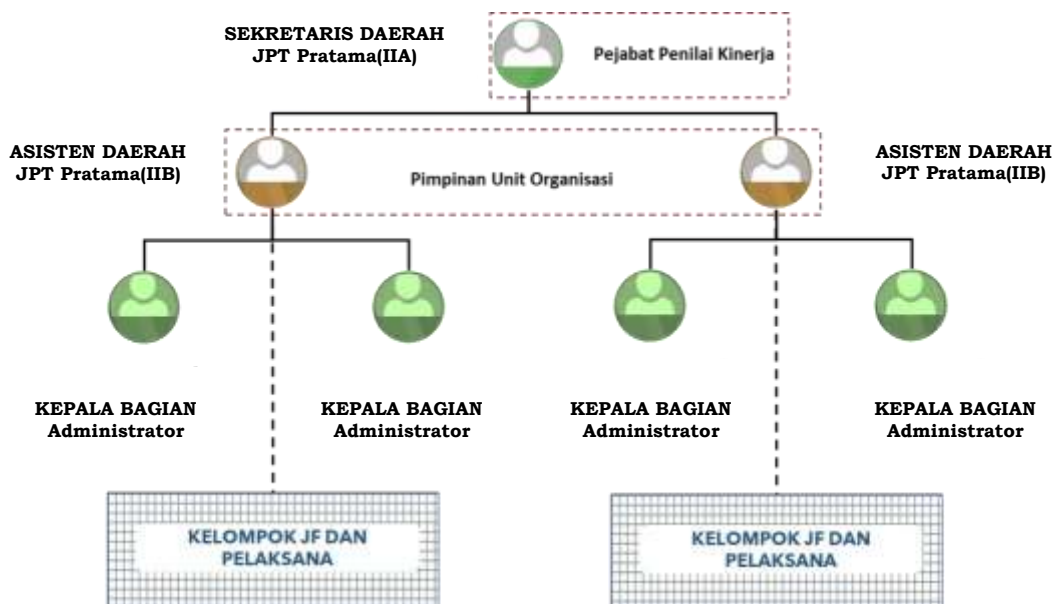 SEKRETARIS DAERAH
JPT Pratama(IIA)
Pejabat Penilai Kinerja
ASISTEN DAERAH
JPT Pratama(IIB)
Pimpinan Unit Organisasi
ASISTEN DAERAH
JPT Pratama(IIB)
KEPALA BAGIAN
Administrator
KEPALA BAGIAN
Administrator
KEPALA BAGIAN
Administrator
KEPALA BAGIAN
Administrator
KELOMPOK JF DAN
PELAKSANA
KELOMPOK JF DAN
PELAKSANA